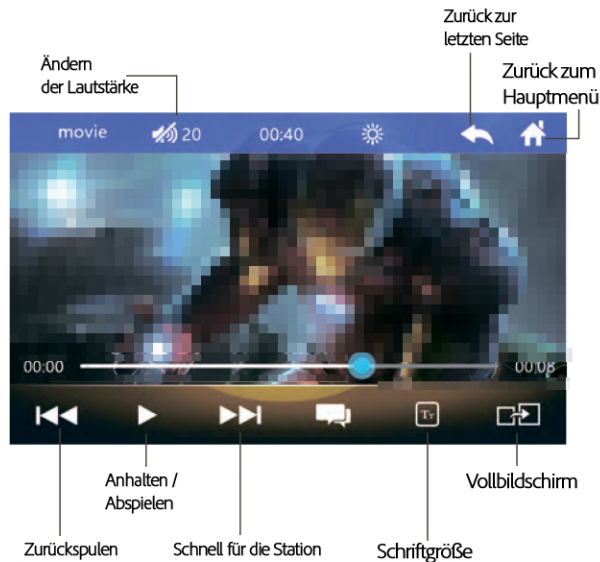 Zurück zur
letzten Seite
Ändern
der Lautstärke
Zurück zum
Hauptmenü
movie 20 00:40
00:00 00:08
TT
Anhalten /
Abspielen
Vollbildschirm
Zurückspulen Schnell für die Station Schriftgröße